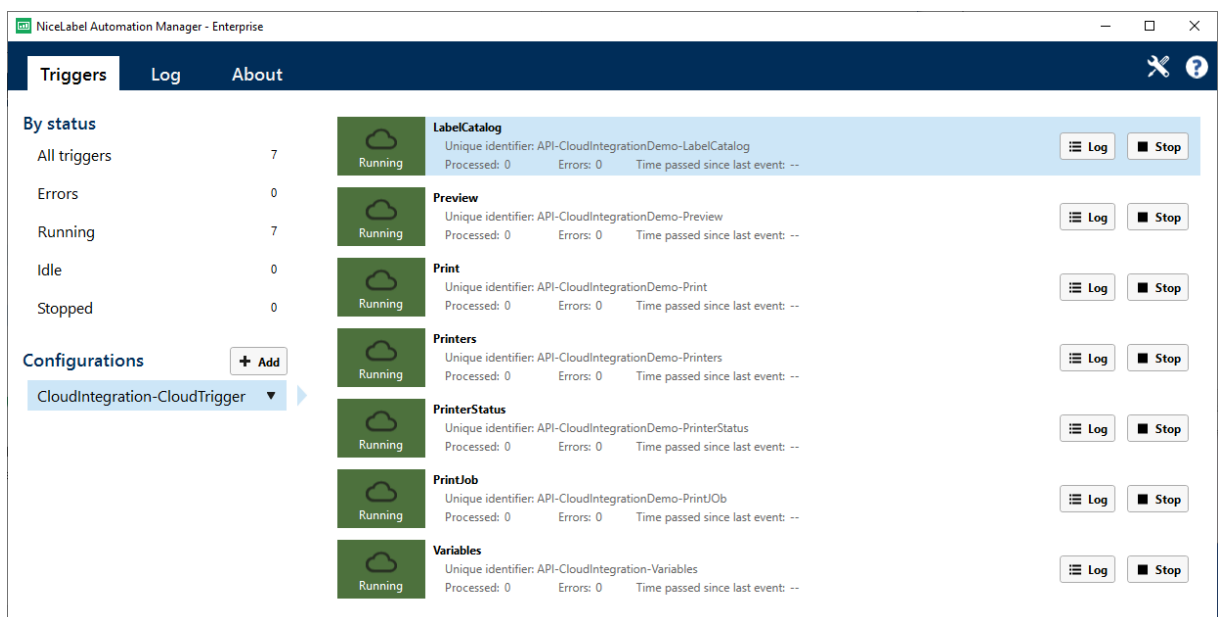 NiceLabel Automation Manager - Enterprise
Triggers Log About
By status
All triggers 7
Errors 0
Running 7
Idle 0
Stopped 0
Configurations + Add
CloudIntegration-CloudTrigger
LabelCatalog
Unique identifier: API-CloudIntegrationDemo-LabelCatalog
Running Processed: 0 Errors: 0 Time passed since last event: -- Log Stop
Preview
Unique identifier: API-CloudIntegrationDemo-Preview
Running Processed: 0 Errors: 0 Time passed since last event: -- Log Stop
Print
Unique identifier: API-CloudIntegrationDemo-Print
Running Processed: 0 Errors: 0 Time passed since last event: -- Log Stop
Printers
Unique identifier: API-CloudIntegrationDemo-Printers
Running Processed: 0 Errors: 0 Time passed since last event: -- Log Stop
PrinterStatus
Unique identifier: API-CloudIntegrationDemo-PrinterStatus
Running Processed: 0 Errors: 0 Time passed since last event: -- Log Stop
PrintJob
Unique identifier: API-CloudIntegrationDemo-PrintJOb
Running Processed: 0 Errors: 0 Time passed since last event: -- Log Stop
Variables
Unique identifier: API-CloudIntegration-Variables
Running Processed: 0 Errors: 0 Time passed since last event: -- Log Stop